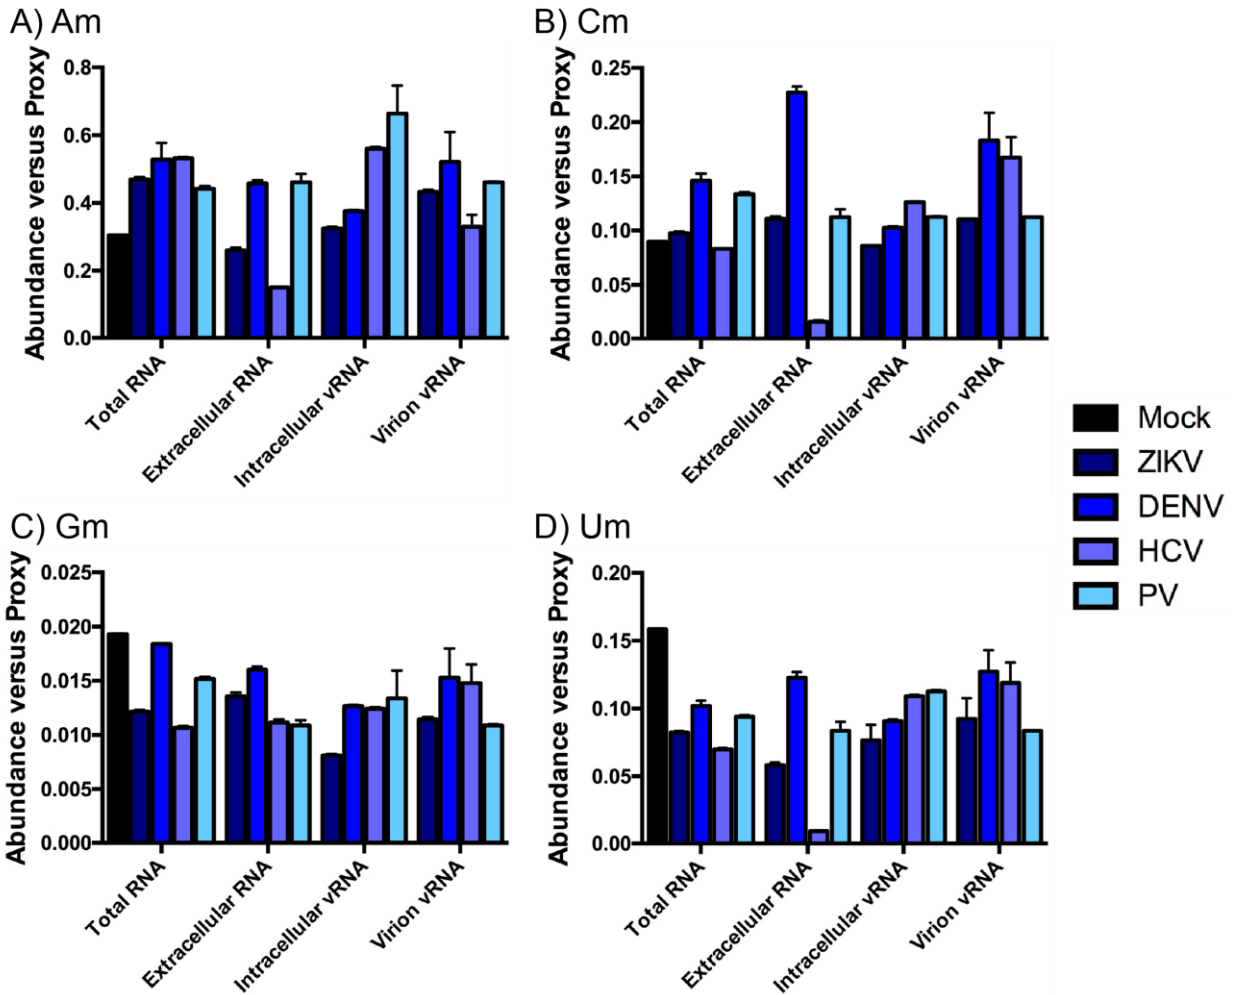 A) Am
Abundance versus Proxy
0.8
0.6
0.4
0.2
0.0
Total RNA
Extracellular RNA
Intracellular vRNA
Virion vRNA
B) Cm
Abundance versus Proxy
0.25
0.20
0.15
0.10
0.05
0.00
Total RNA
Extracellular RNA
Intracellular vRNA
Virion vRNA
C) Gm
Abundance versus Proxy
0.025
0.020
0.015
0.010
0.005
0.000
Total RNA
Extracellular RNA
Intracellular vRNA
Virion vRNA
D) Um
Abundance versus Proxy
0.20
0.15
0.10
0.05
0.00
Total RNA
Extracellular RNA
Intracellular vRNA
Virion vRNA
Mock
ZIKV
DENV
HCV
PV